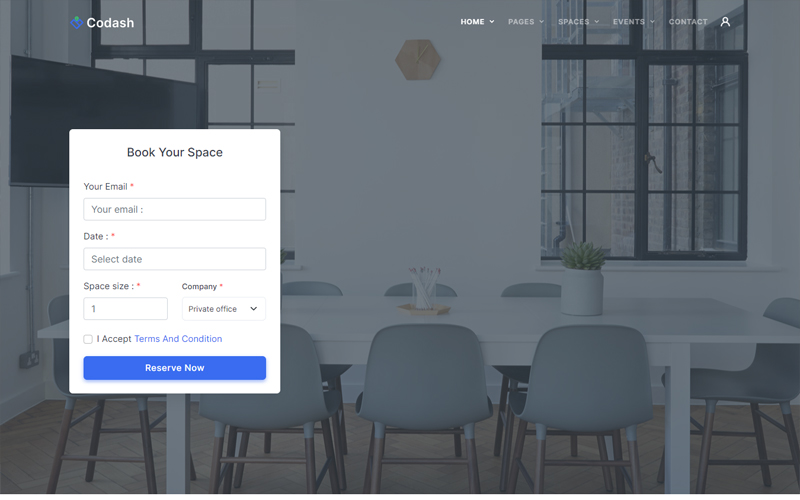 Codash
HOME PAGES SPACES EVENTS CONTACT
Book Your Space
Your Email *
Your email :
Date : *
Select date
Space size : * Company *
1 Private office
I Accept Terms And Condition
Reserve Now